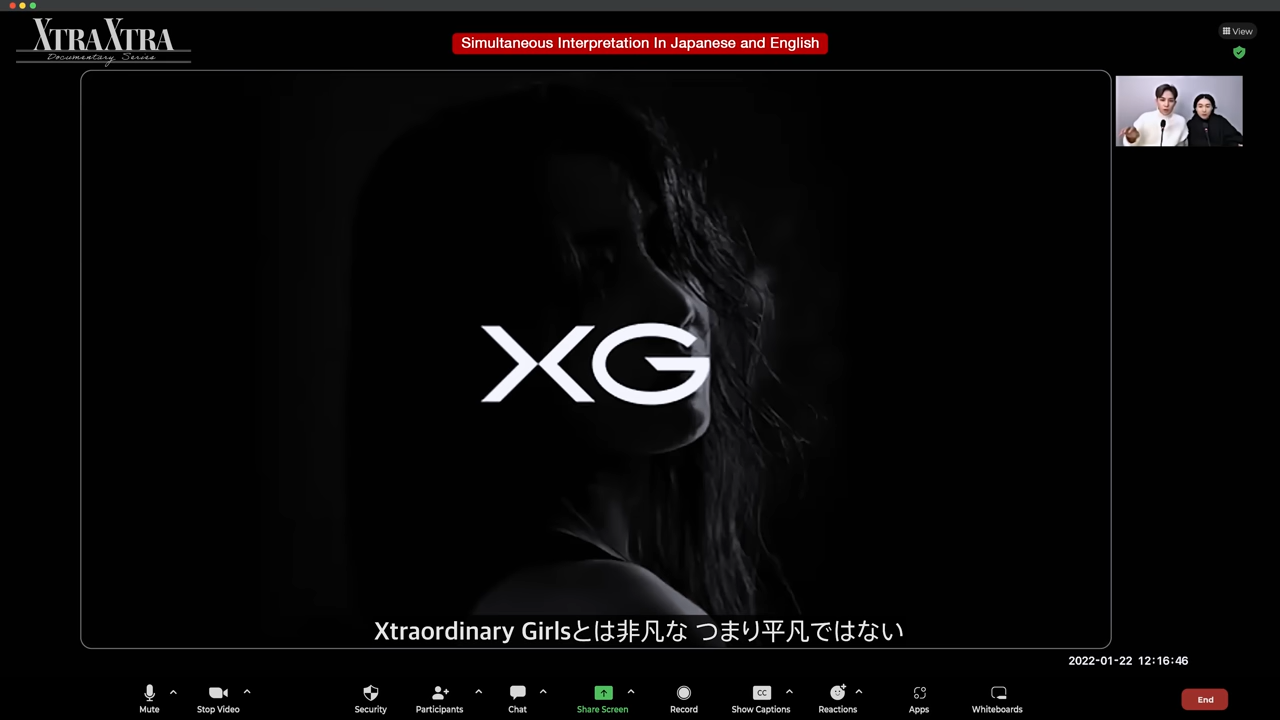 XTRAXTRA
Documentary Series
Simultaneous Interpretation In Japanese and English
View
XG
Xtraordinary Girlsとは非凡な つまり平凡ではない
2022-01-22 12:16:46
Mute
Stop Video
Security
Participants
Chat
Share Screen
Record
CC
Show Captions
Reactions
Apps
Whiteboards
End